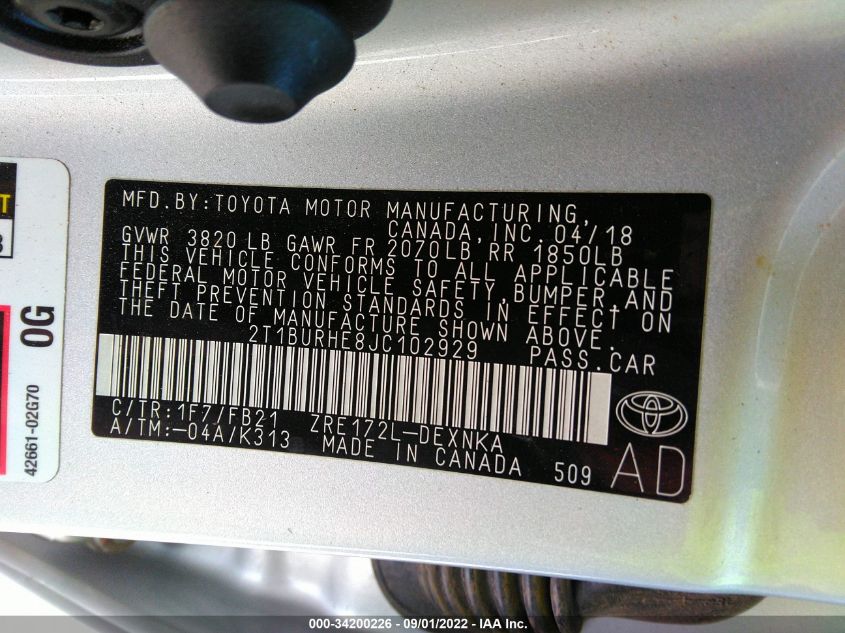 MFD.BY:TOYOTA MOTOR MANUFACTURING,
CANADA,INC. 04/18
GVWR 3820 LB GAWR FR 2070LB RR 1850LB
THIS VEHICLE CONFORMS TO ALL APPLICABLE
FEDERAL MOTOR VEHICLE SAFETY,BUMPER,AND
THEFT PREVENTION STANDARDS IN EFFECT ON
THE DATE OF MANUFACTURE SHOWN ABOVE.
2T1BURHE8JC102929 PASS.CAR
C/TR:1F7/FB21 ZRE172L-DEXNKA
A/TM:-04A/K313 MADE IN CANADA 509
AD
0G
42661-02G70
000-34200226 - 09/01/2022 - IAA Inc.